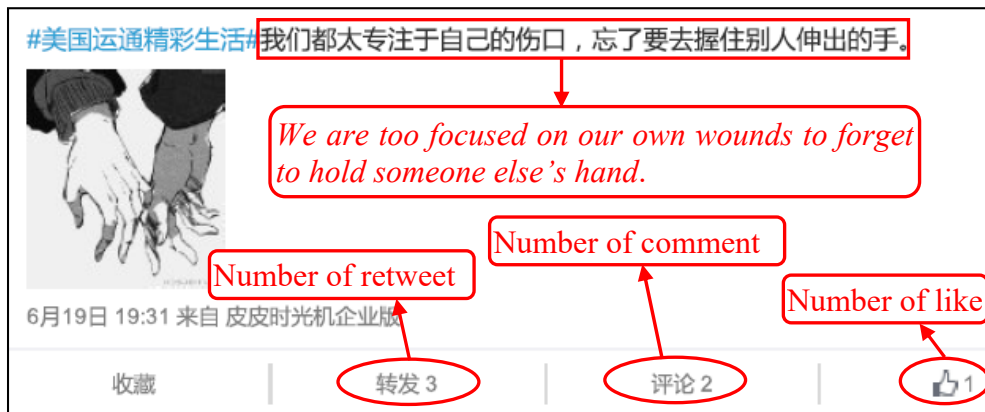 #美国运通精彩生活#我们都太专注于自己的伤口，忘了要去握住别人伸出的手。
We are too focused on our own wounds to forget
to hold someone else's hand.
Number of comment
Number of retweet
Number of like
6月19日 19:31 来自 皮皮时光机企业版
收藏 转发 3 评论 2 1